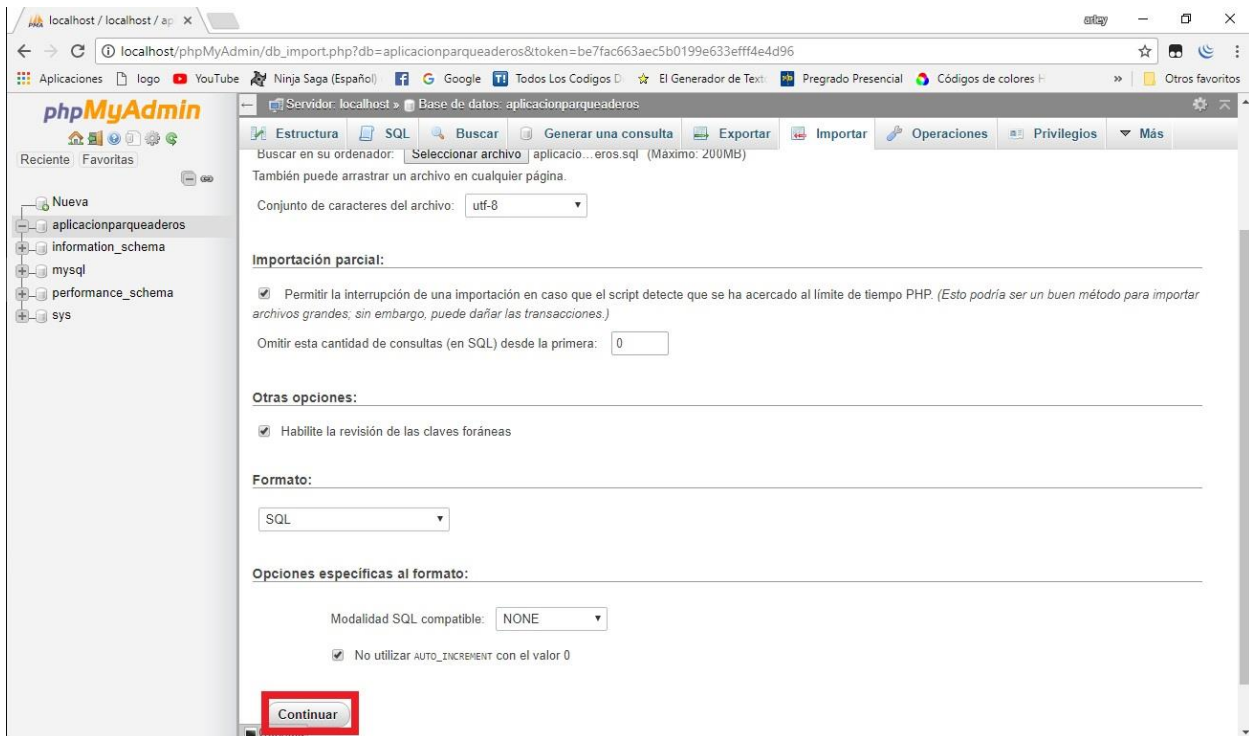 localhost / localhost / ap
localhost/phpMyAdmin/db_import.php?db=aplicacionparqueaderos&token=be7fac663aec5b0199e633efff4e4d96
Aplicaciones logo YouTube Ninja Saga (Español) Google Todos Los Codigos D El Generador de Text Pregrado Presencial Códigos de colores H » Otros favoritos
phpMyAdmin
Reciente Favoritas
Nueva
aplicacionparqueaderos
information_schema
mysql
performance_schema
sys
Servidor: localhost » Base de datos: aplicacionparqueaderos
Estructura SQL Buscar Generar una consulta Exportar Importar Operaciones Privilegios Más
Buscar en su ordenador: Seleccionar archivo aplicacio…eros.sql (Máximo: 200MB)
También puede arrastrar un archivo en cualquier página.
Conjunto de caracteres del archivo: utf-8
Importación parcial:
Permitir la interrupción de una importación en caso que el script detecte que se ha acercado al límite de tiempo PHP. (Esto podría ser un buen método para importar
archivos grandes; sin embargo, puede dañar las transacciones.)
Omitir esta cantidad de consultas (en SQL) desde la primera: 0
Otras opciones:
Habilite la revisión de las claves foráneas
Formato:
SQL
Opciones específicas al formato:
Modalidad SQL compatible: NONE
No utilizar AUTO_INCREMENT con el valor 0
Continuar